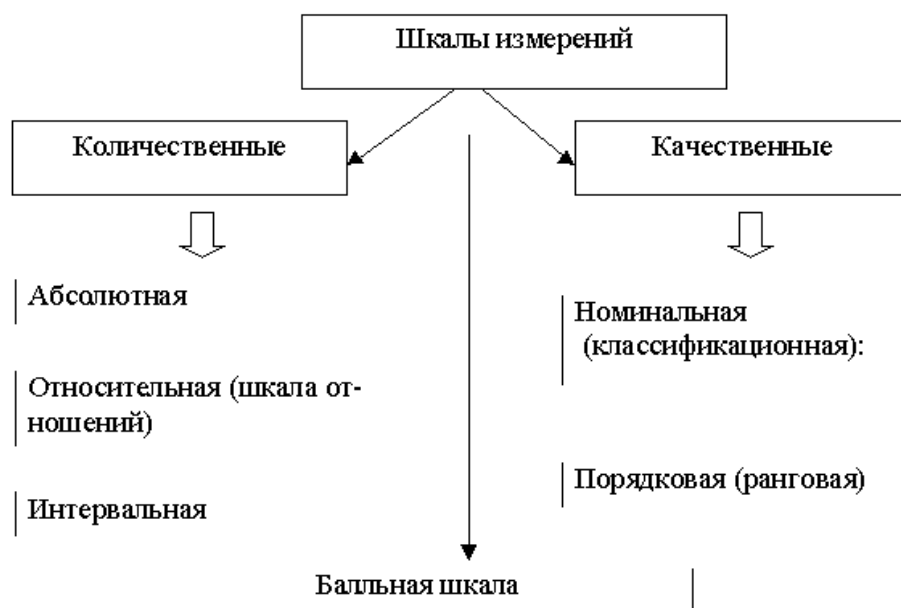 Шкалы измерений
Количественные
Качественные
Абсолютная
Относительная (шкала от-
ношений)
Интервальная
Номинальная
(классификационная):
Порядковая (ранговая)
Балльная шкала